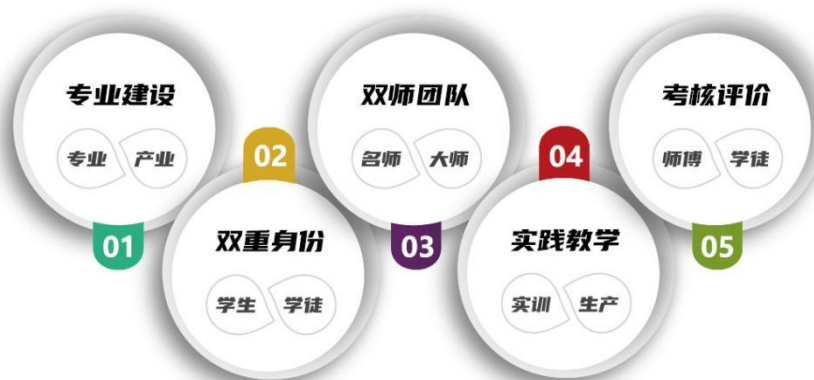 专业建设
专业 产业
01
02
双重身份
学生 学徒
双师团队
名师 大师
03
04
实践教学
实训 生产
考核评价
师博 学徒
05